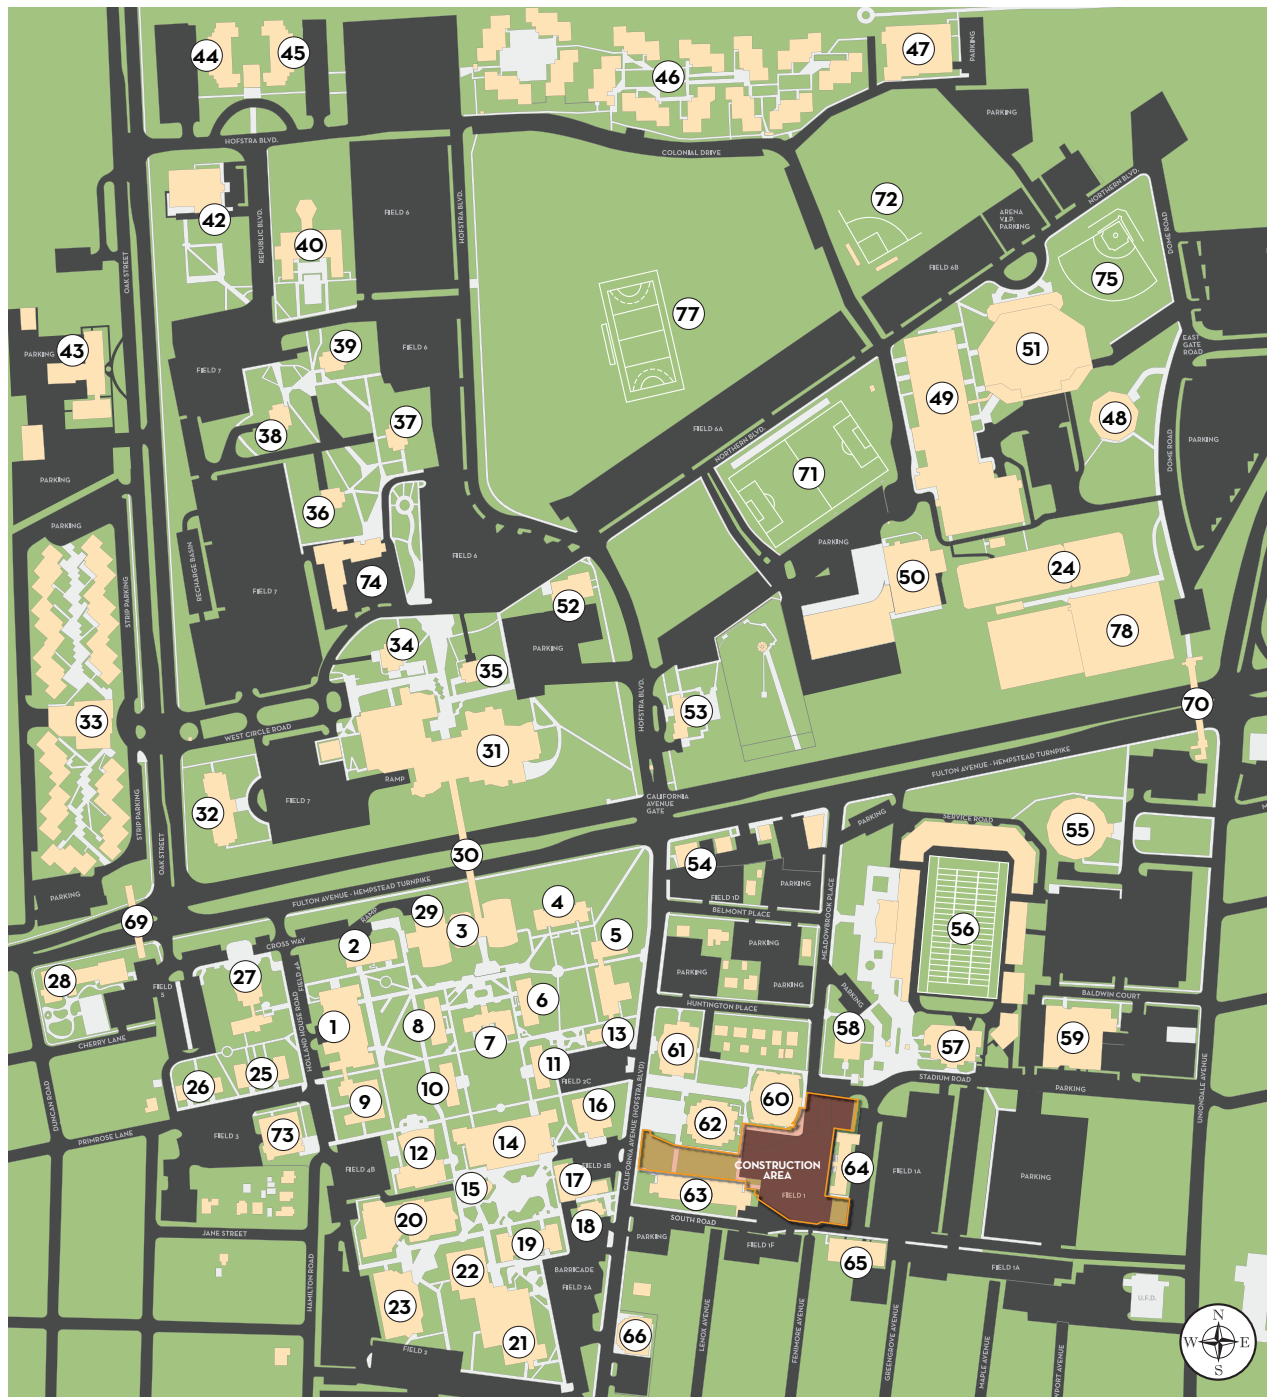 44
45
46
47
PARKING
PARKING
HOFSTRA BLVD.
COLONIAL DRIVE
NORTHERN BLVD.
42
REPUBLIC BLVD.
40
FIELD 6
HOFSTRA BLVD.
72
ARENA
V.I.P.
PARKING
DOME ROAD
OAK STREET
FIELD 6B
75
77
43
PARKING
39
FIELD 6
FIELD 7
51
EAST
GATE
ROAD
49
48
38
37
FIELD 6A
NORTHERN BLVD.
DOME ROAD
PARKING
71
PARKING
36
PARKING
RECHARGE BASIN
FIELD 6
PARKING
74
FIELD 7
STRIP PARKING
52
50
24
78
34
35
PARKING
33
53
HOFSTRA BLVD.
70
WEST CIRCLE ROAD
31
RAMP
FULTON AVENUE - HEMPSTEAD TURNPIKE
32
FIELD 7
CALIFORNIA
AVENUE
GATE
STRIP PARKING
OAK STREET
PARKING
SERVICE ROAD
55
30
54
PARKING
FIELD 1D
PARKING
FULTON AVENUE - HEMPSTEAD TURNPIKE
BELMONT PLACE
MEADOWBROOK PLACE
69
RAMP
29
3
4
5
56
CROSS WAY
2
PARKING
28
FIELD
5
27
FIELD 4A
PARKING
PARKING
PARKING
BALDWIN COURT
HUNTINGTON PLACE
HOLLAND HOUSE ROAD
1
8
6
7
13
58
59
57
61
CHERRY LANE
11
FIELD 2C
26
25
10
9
STADIUM ROAD
PARKING
DUNCAN ROAD
CALIFORNIA AVENUE (HOFSTRA BLVD)
UNIONDALE AVENUE
60
16
62
PRIMROSE LANE
FIELD 3
73
12
14
FIELD 4B
FIELD 2B
CONSTRUCTION
AREA
64
FIELD 1A
PARKING
15
17
63
FIELD 1
20
18
SOUTH ROAD
JANE STREET
19
PARKING
FIELD 1F
65
FIELD 1A
HAMILTON ROAD
22
BARRICADE
FIELD 2A
U.F.D.
23
21
66
FIELD 2
LENOX AVENUE
FENIMORE AVENUE
GREENGROVE AVENUE
MAPLE AVENUE
N
W E
S